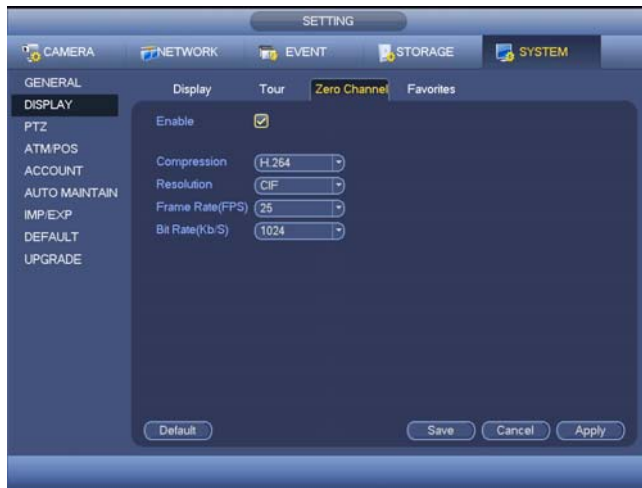 SETTING
CAMERA NETWORK EVENT STORAGE SYSTEM
GENERAL
DISPLAY
PTZ
ATM/POS
ACCOUNT
AUTO MAINTAIN
IMP/EXP
DEFAULT
UPGRADE
Display Tour Zero Channel Favorites
Enable
Compression H.264
Resolution CIF
Frame Rate(FPS) 25
Bit Rate(Kb/S) 1024
Default Save Cancel Apply